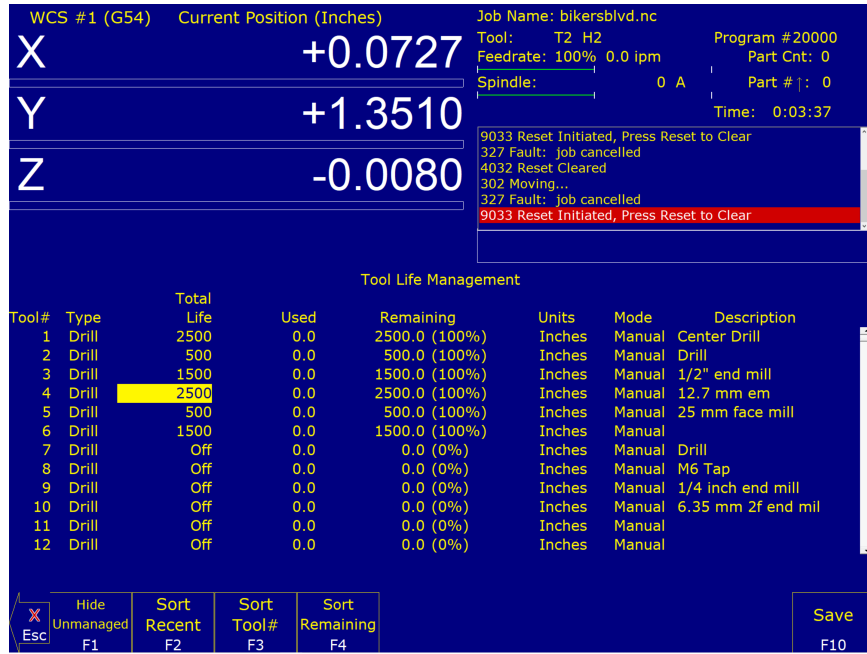 WCS #1 (G54) Current Position (Inches)
X +0.0727
Y +1.3510
Z -0.0080
Job Name: bikersblvd.nc
Tool: T2 H2 Program #20000
Feedrate: 100% 0.0 ipm Part Cnt: 0
Spindle: 0 A Part #↑: 0
Time: 0:03:37
9033 Reset Initiated, Press Reset to Clear
327 Fault: job cancelled
4032 Reset Cleared
302 Moving...
327 Fault: job cancelled
9033 Reset Initiated, Press Reset to Clear
Tool Life Management
Total
Tool# Type Life Used Remaining Units Mode Description
1 Drill 2500 0.0 2500.0 (100%) Inches Manual Center Drill
2 Drill 500 0.0 500.0 (100%) Inches Manual Drill
3 Drill 1500 0.0 1500.0 (100%) Inches Manual 1/2" end mill
4 Drill 2500 0.0 2500.0 (100%) Inches Manual 12.7 mm em
5 Drill 500 0.0 500.0 (100%) Inches Manual 25 mm face mill
6 Drill 1500 0.0 1500.0 (100%) Inches Manual
7 Drill Off 0.0 0.0 (0%) Inches Manual Drill
8 Drill Off 0.0 0.0 (0%) Inches Manual M6 Tap
9 Drill Off 0.0 0.0 (0%) Inches Manual 1/4 inch end mill
10 Drill Off 0.0 0.0 (0%) Inches Manual 6.35 mm 2f end mil
11 Drill Off 0.0 0.0 (0%) Inches Manual
12 Drill Off 0.0 0.0 (0%) Inches Manual
X Esc
Hide Unmanaged F1
Sort Recent F2
Sort Tool# F3
Sort Remaining F4
Save F10